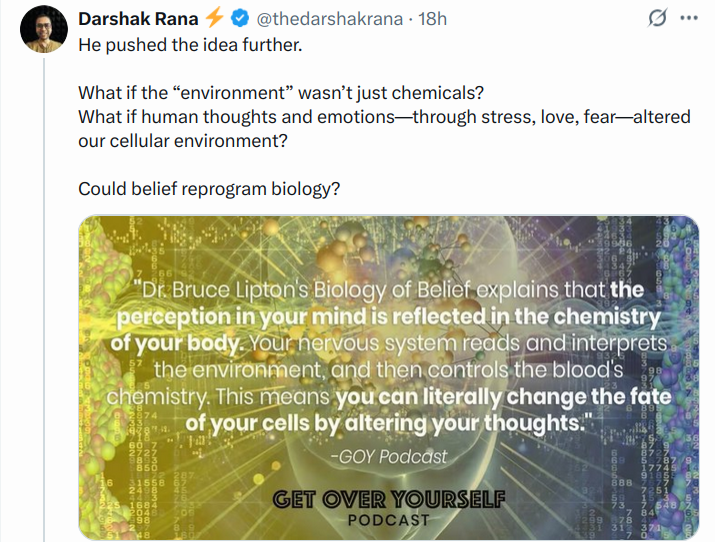 Darshak Rana⚡ @thedarshakrana · 18h
He pushed the idea further.
What if the “environment” wasn’t just chemicals?
What if human thoughts and emotions—through stress, love, fear—altered
our cellular environment?
Could belief reprogram biology?
"Dr. Bruce Lipton's Biology of Belief explains that the
perception in your mind is reflected in the chemistry
of your body. Your nervous system reads and interprets
the environment, and then controls the blood's
chemistry. This means you can literally change the fate
of your cells by altering your thoughts."
-GOY Podcast
GET OVER YOURSELF
PODCAST